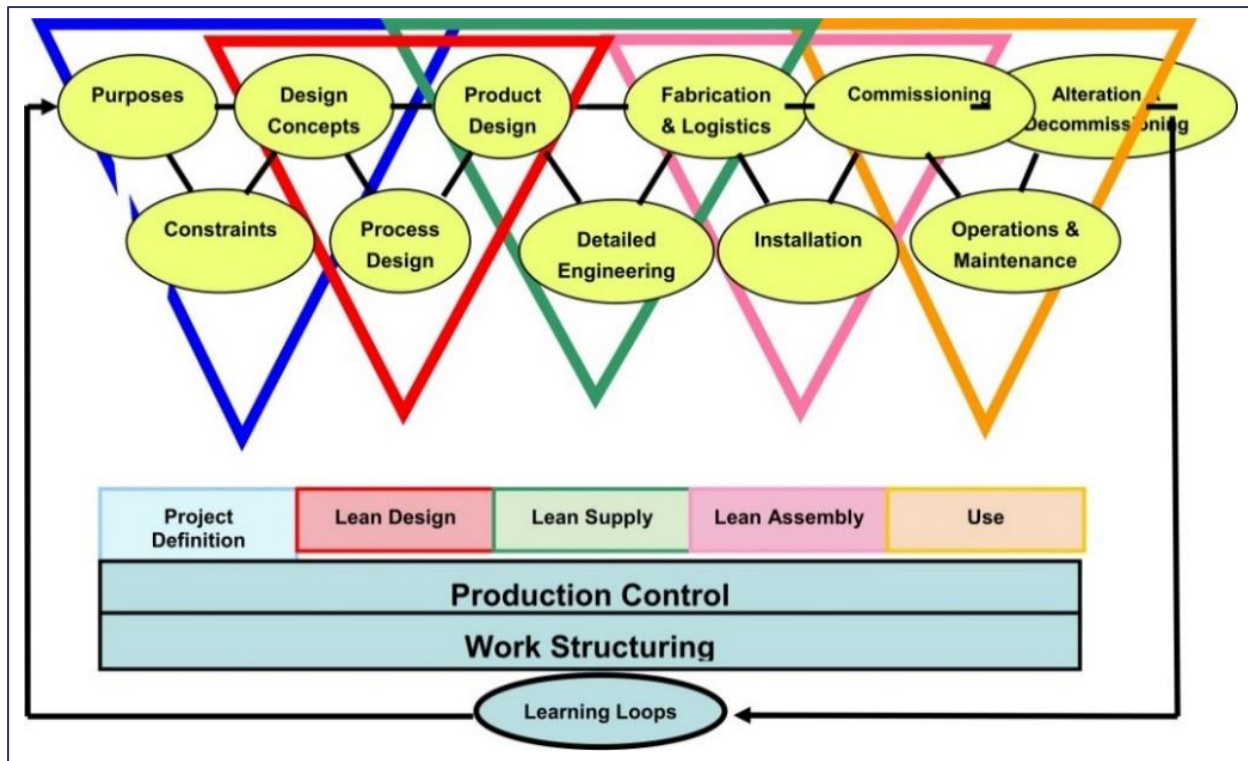 Purposes
Design
Concepts
Product
Design
Fabrication
& Logistics
Commissioning
Alteration
Decommissioning
Constraints
Process
Design
Detailed
Engineering
Installation
Operations &
Maintenance
Project
Definition
Lean Design
Lean Supply
Lean Assembly
Use
Production Control
Work Structuring
Learning Loops